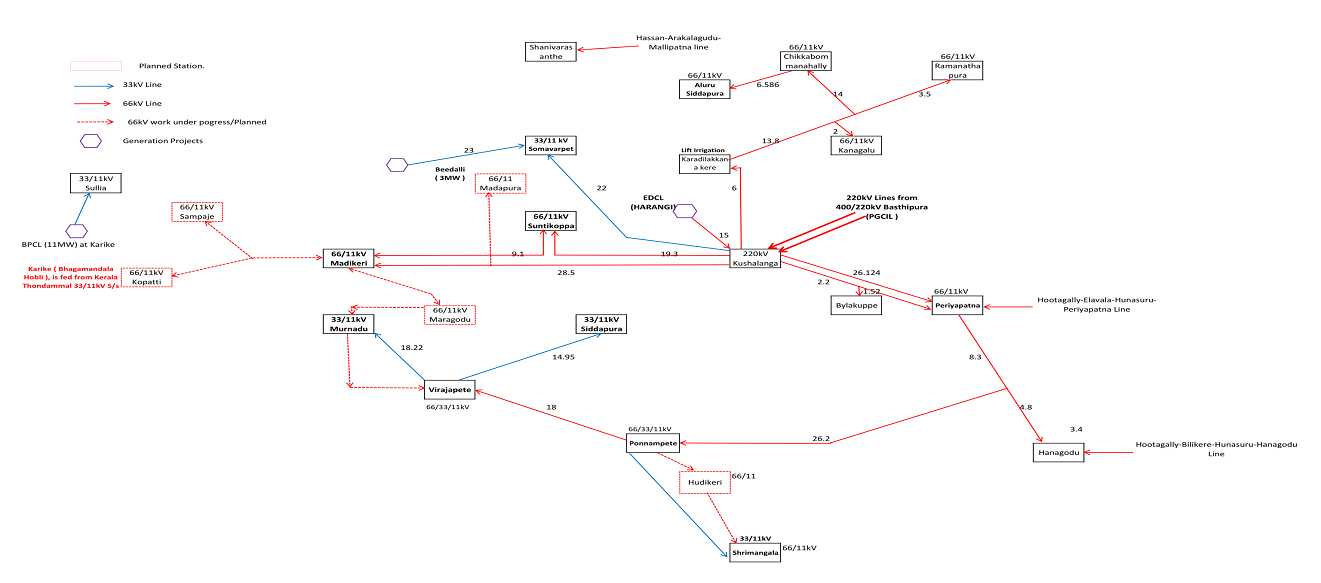 Hassan-Arakalagudu-
Mallipatna line
Shanivaras
anthe
66/11kV
Chikkabom
manahally
66/11kV
Ramanatha
pura
Planned Station.
33kV Line
66kV Line
66kV work under pogress/Planned
Generation Projects
66/11kV
Aluru
Siddapura
6.586
14
3.5
2
66/11kV
Kanagalu
13.8
33/11 kV
Somavarpet
23
Beedalli
( 3MW )
Lift Irrigation
Karadilakkan
a kere
6
66/11
Madapura
22
33/11kV
Sullia
BPCL (11MW) at Karike
66/11kV
Sampaje
66/11kV
Suntikoppa
EDCL
(HARANGI)
15
220kV Lines from
400/220kV Basthipura
(PGCIL )
66/11kV
Madikeri
9.1
19.3
28.5
220kV
Kushalanga
26.124
2.2
1.52
Karike ( Bhagamandala
Hobli ), is fed from Kerala
Thondammal 33/11kV S/s
66/11kV
Kopatti
66/11kV
Maragodu
Bylakuppe
66/11kV
Periyapatna
Hootagally-Elavala-Hunasuru-
Periyapatna Line
33/11kV
Murnadu
33/11kV
Siddapura
18.22
14.95
8.3
Virajapete
66/33/11kV
18
4.8
3.4
66/33/11kV
Ponnampete
26.2
Hanagodu
Hootagally-Bilikere-Hunasuru-Hanagodu
Line
Hudikeri
66/11
33/11kV
Shrimangala
66/11kV